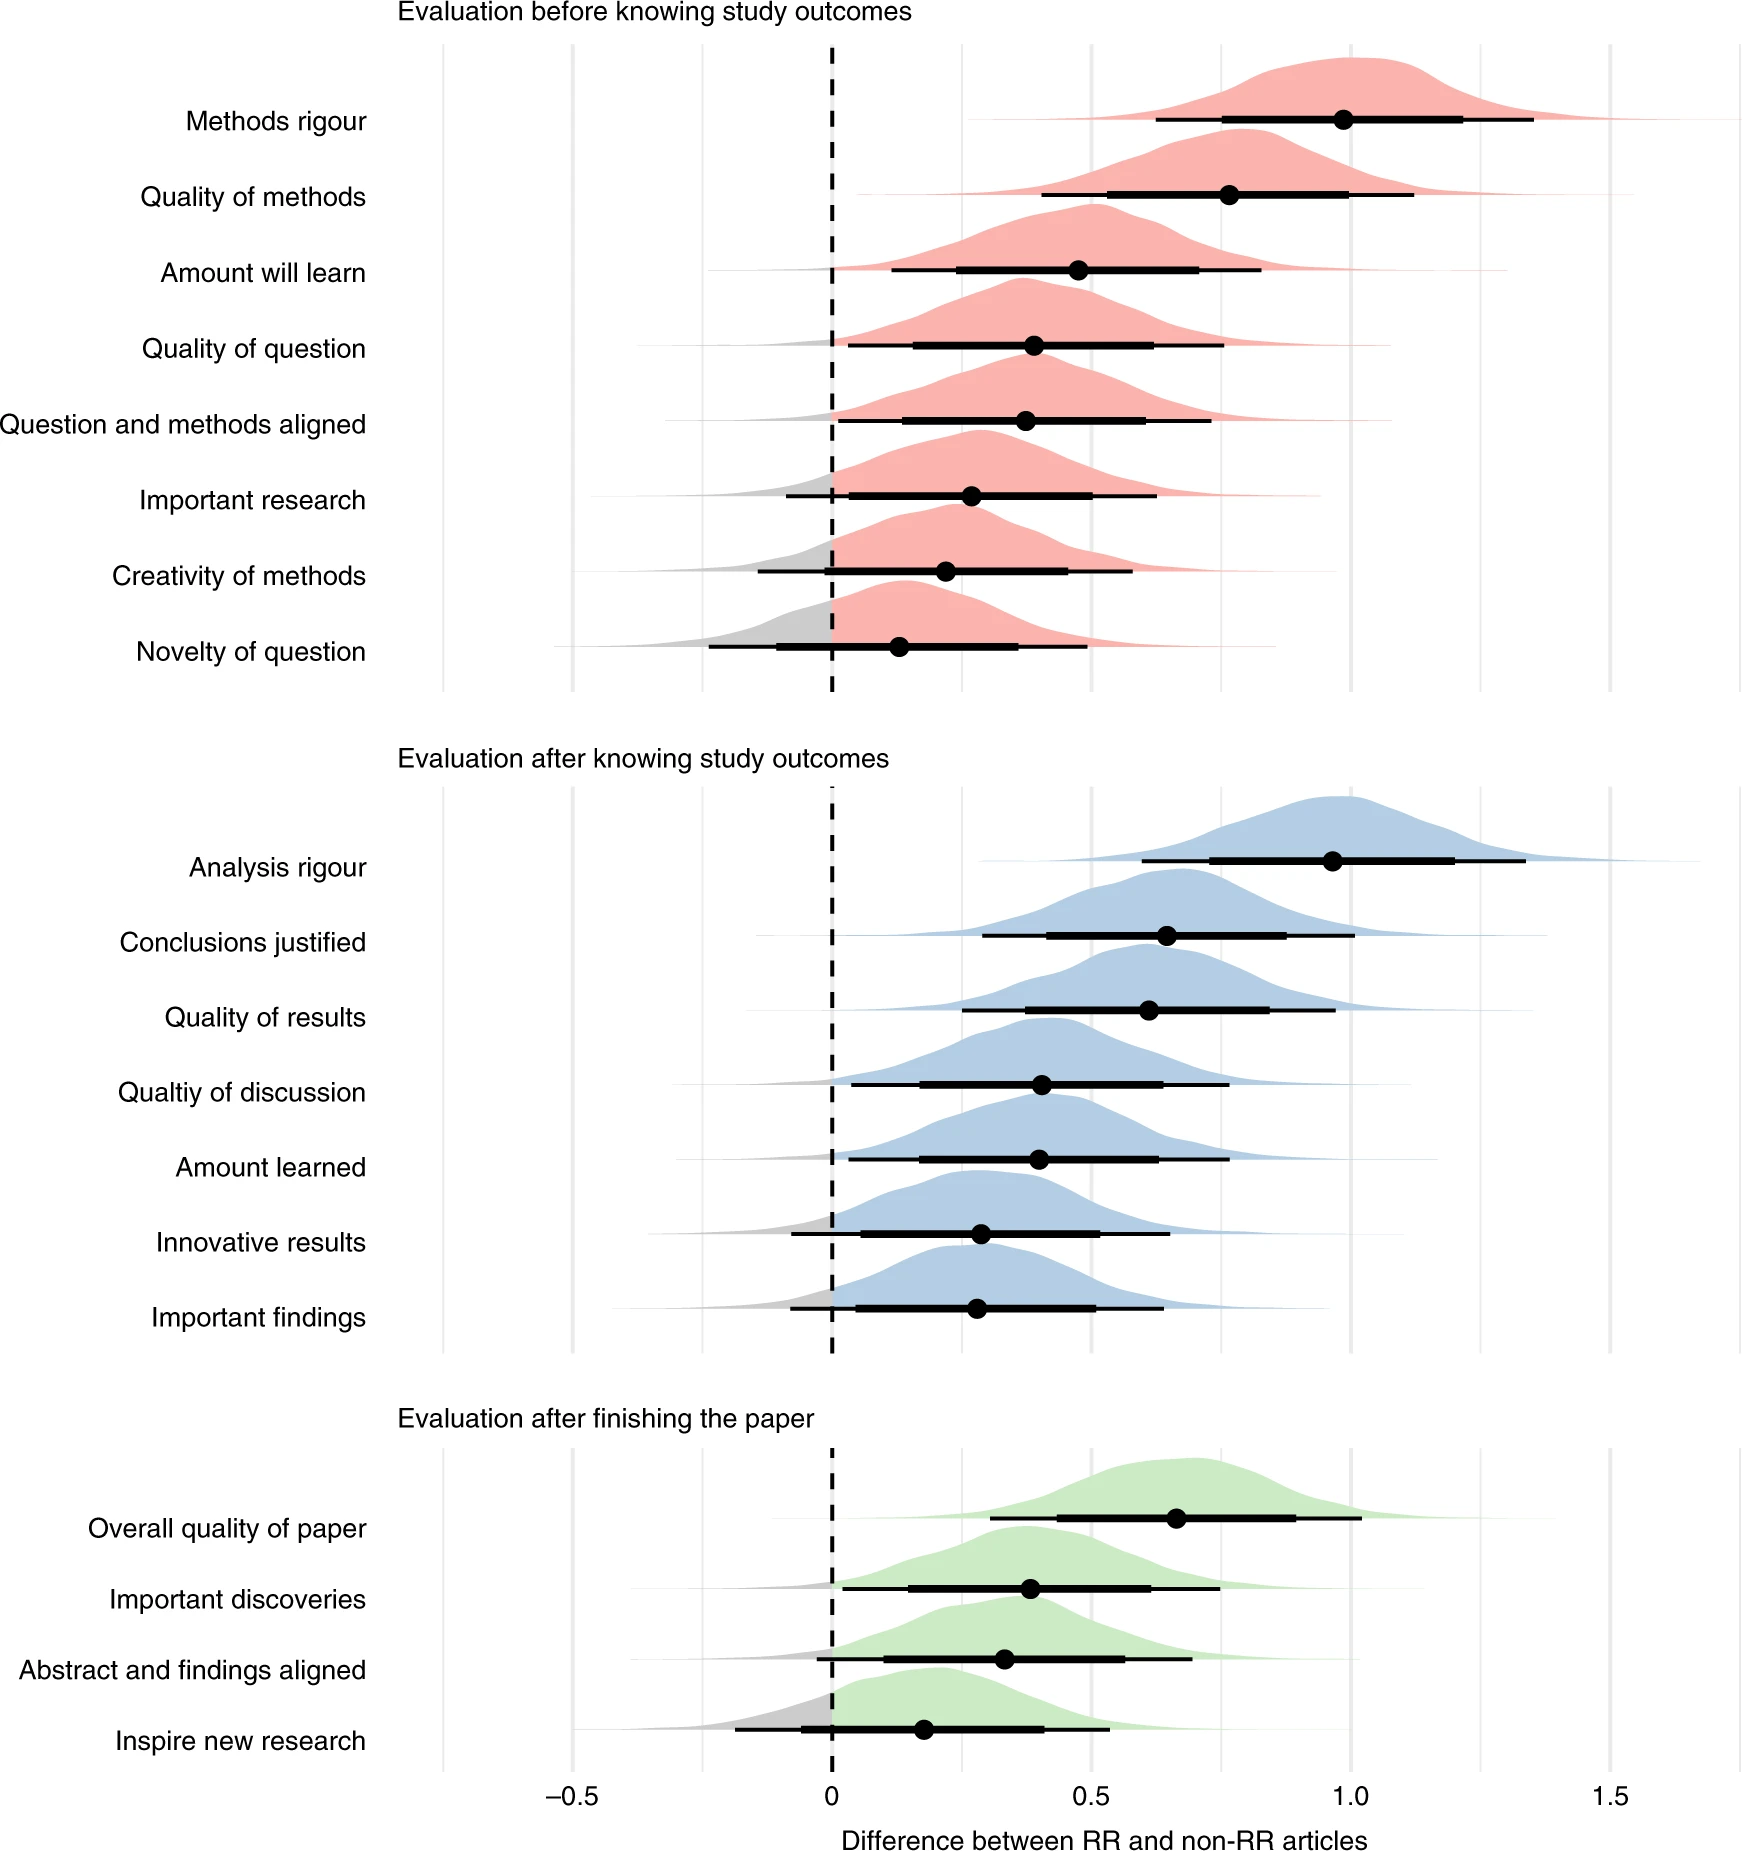 Evaluation before knowing study outcomes
Methods rigour
Quality of methods
Amount will learn
Quality of question
Question and methods aligned
Important research
Creativity of methods
Novelty of question
Evaluation after knowing study outcomes
Analysis rigour
Conclusions justified
Quality of results
Qualtiy of discussion
Amount learned
Innovative results
Important findings
Evaluation after finishing the paper
Overall quality of paper
Important discoveries
Abstract and findings aligned
Inspire new research
–0.5 0 0.5 1.0 1.5
Difference between RR and non-RR articles